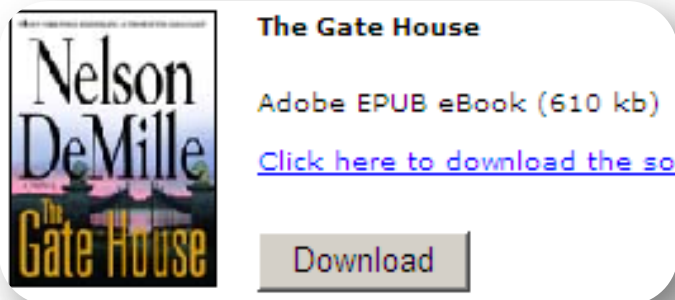 Nelson
DeMille
The
Gate House
The Gate House
Adobe EPUB eBook (610 kb)
Click here to download the so
Download